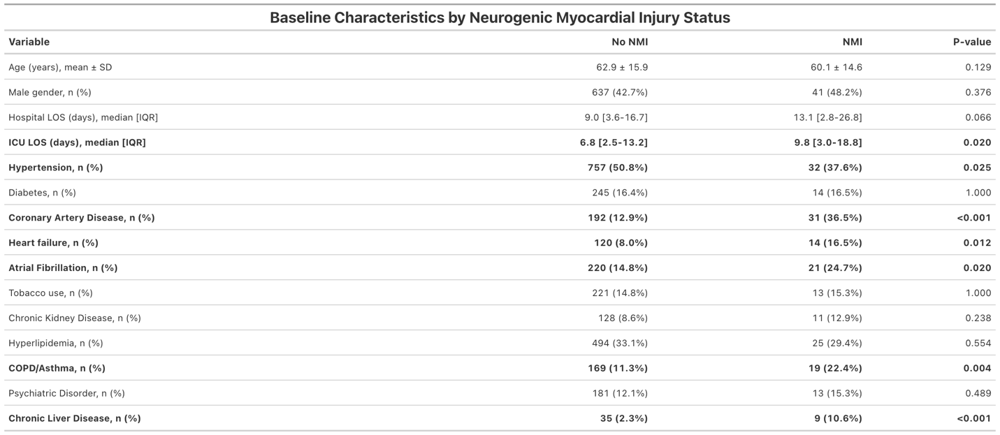 Baseline Characteristics by Neurogenic Myocardial Injury Status
Variable No NMI NMI P-value
Age (years), mean ± SD 62.9 ± 15.9 60.1 ± 14.6 0.129
Male gender, n (%) 637 (42.7%) 41 (48.2%) 0.376
Hospital LOS (days), median [IQR] 9.0 [3.6-16.7] 13.1 [2.8-26.8] 0.066
ICU LOS (days), median [IQR] 6.8 [2.5-13.2] 9.8 [3.0-18.8] 0.020
Hypertension, n (%) 757 (50.8%) 32 (37.6%) 0.025
Diabetes, n (%) 245 (16.4%) 14 (16.5%) 1.000
Coronary Artery Disease, n (%) 192 (12.9%) 31 (36.5%) <0.001
Heart failure, n (%) 120 (8.0%) 14 (16.5%) 0.012
Atrial Fibrillation, n (%) 220 (14.8%) 21 (24.7%) 0.020
Tobacco use, n (%) 221 (14.8%) 13 (15.3%) 1.000
Chronic Kidney Disease, n (%) 128 (8.6%) 11 (12.9%) 0.238
Hyperlipidemia, n (%) 494 (33.1%) 25 (29.4%) 0.554
COPD/Asthma, n (%) 169 (11.3%) 19 (22.4%) 0.004
Psychiatric Disorder, n (%) 181 (12.1%) 13 (15.3%) 0.489
Chronic Liver Disease, n (%) 35 (2.3%) 9 (10.6%) <0.001